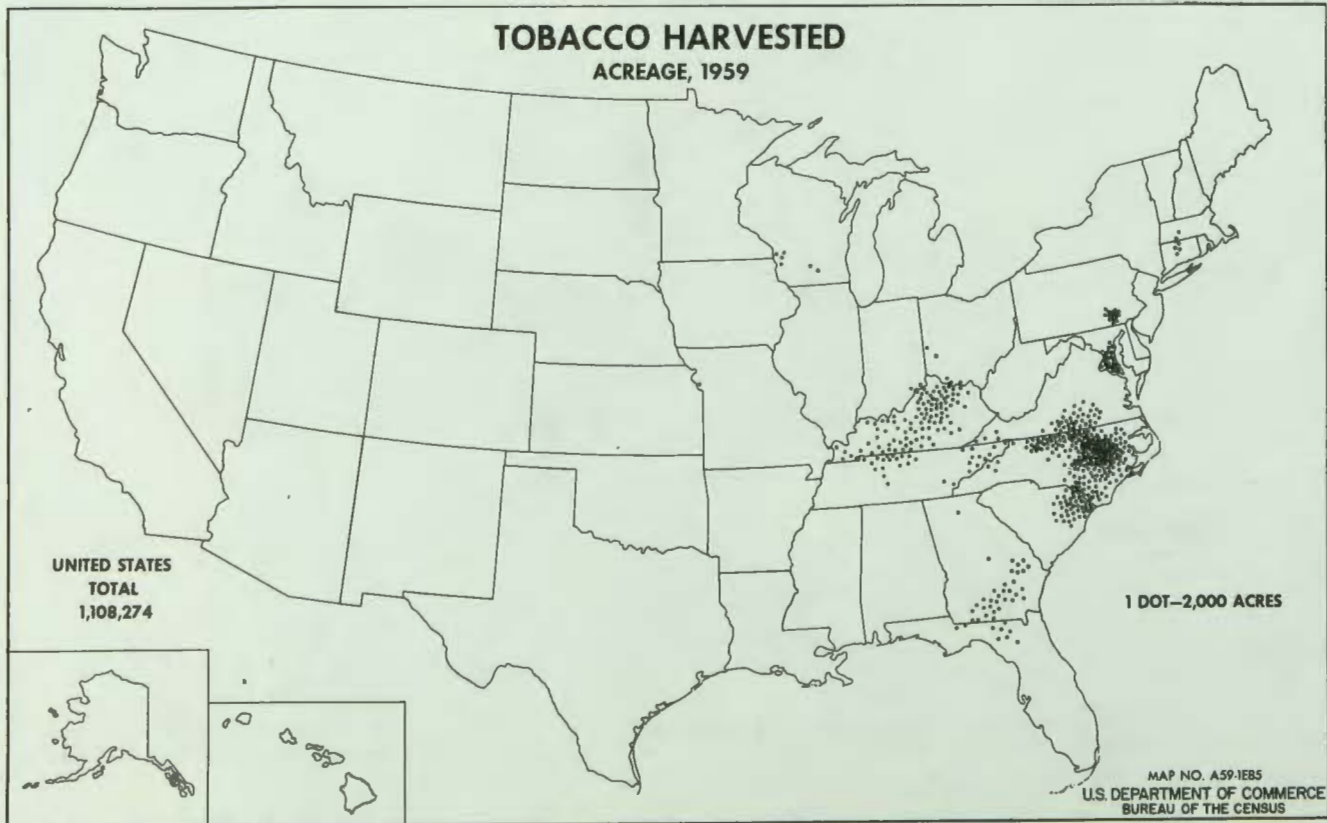 TOBACCO HARVESTED
ACREAGE, 1959
UNITED STATES
TOTAL
1,108,274
1 DOT—2,000 ACRES
MAP NO. A59-1EB5
U.S. DEPARTMENT OF COMMERCE
BUREAU OF THE CENSUS